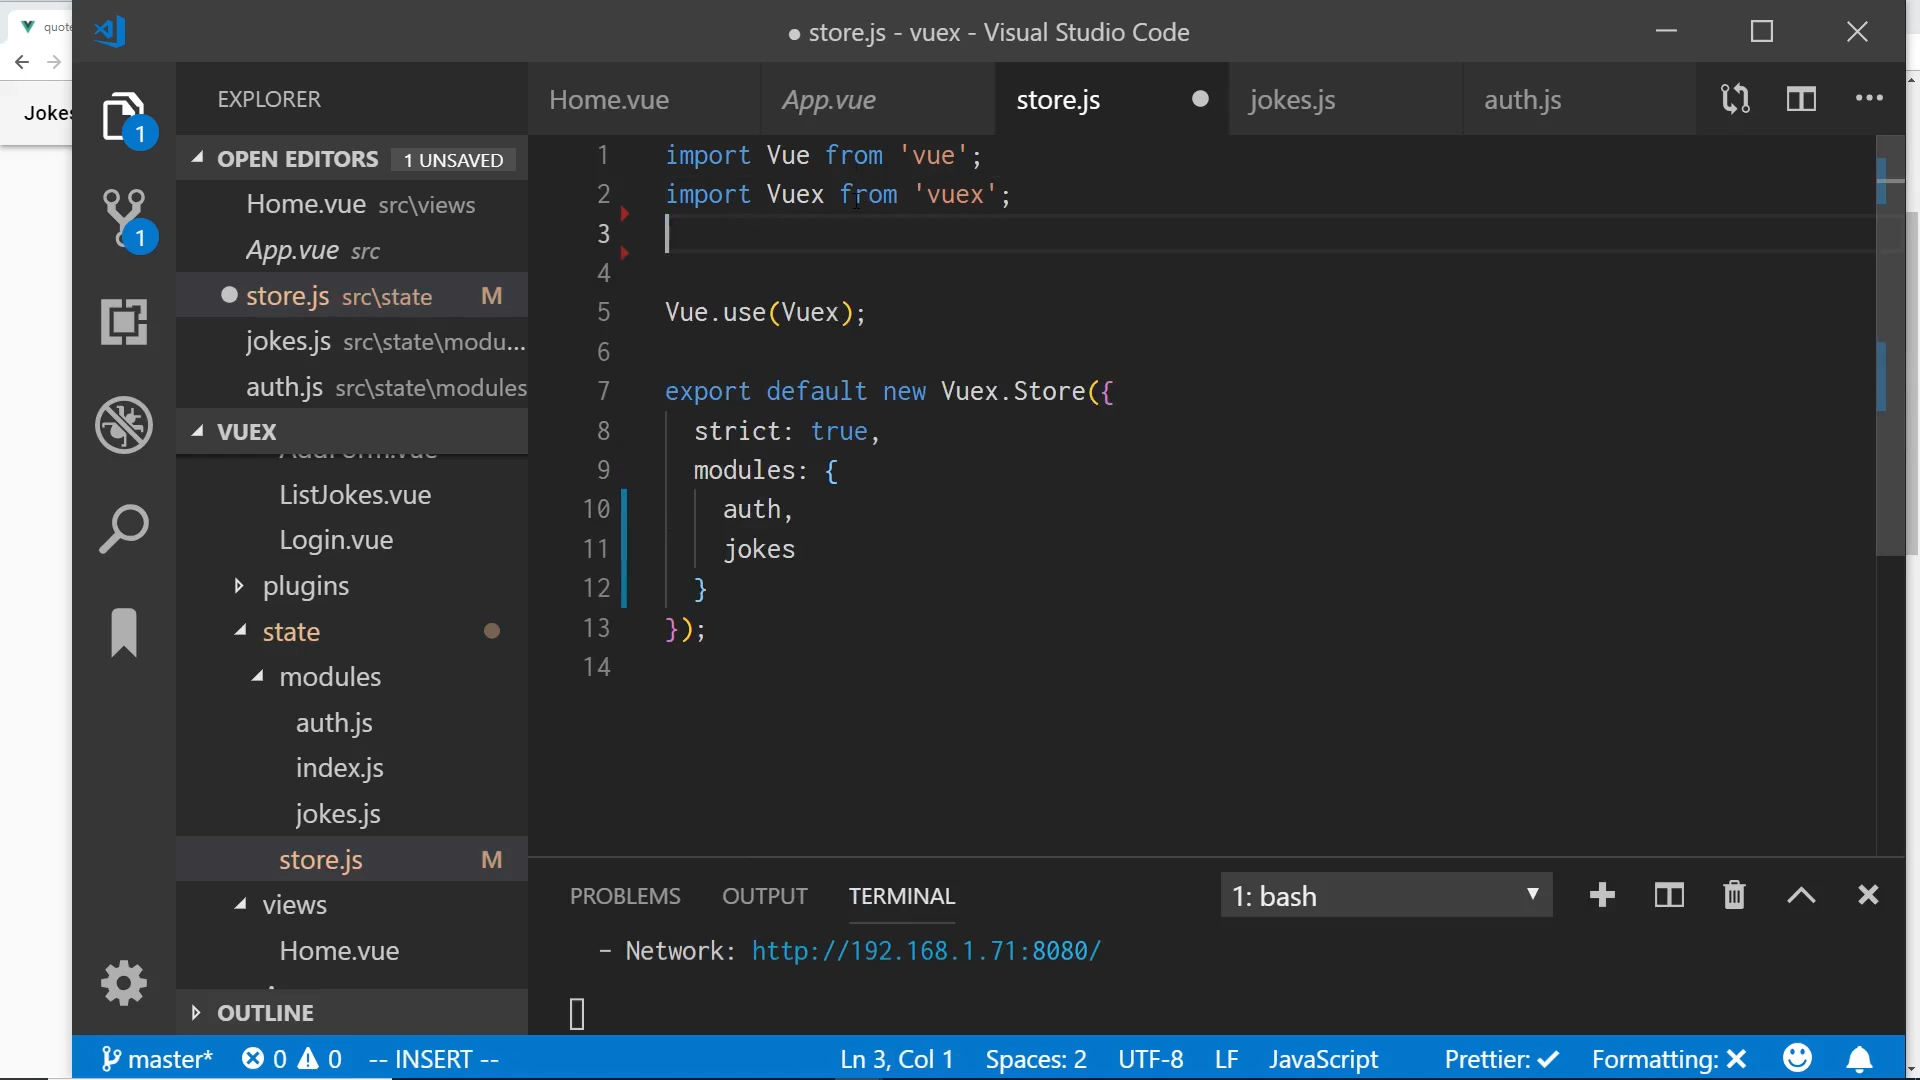 quote
Jokes
● store.js - vuex - Visual Studio Code
EXPLORER
OPEN EDITORS 1 UNSAVED
Home.vue src\views
App.vue src
store.js src\state M
jokes.js src\state\modu...
auth.js src\state\modules
VUEX
ListJokes.vue
Login.vue
plugins
state
modules
auth.js
index.js
jokes.js
store.js M
views
Home.vue
OUTLINE
1
1
Home.vue App.vue store.js jokes.js auth.js
1 import Vue from 'vue';
2 import Vuex from 'vuex';
3
4
5 Vue.use(Vuex);
6
7 export default new Vuex.Store({
8 strict: true,
9 modules: {
10 auth,
11 jokes
12 }
13 });
14
PROBLEMS OUTPUT TERMINAL 1: bash
- Network: http://192.168.1.71:8080/
master* 0 0 -- INSERT -- Ln 3, Col 1 Spaces: 2 UTF-8 LF JavaScript Prettier: ✓ Formatting: ✕